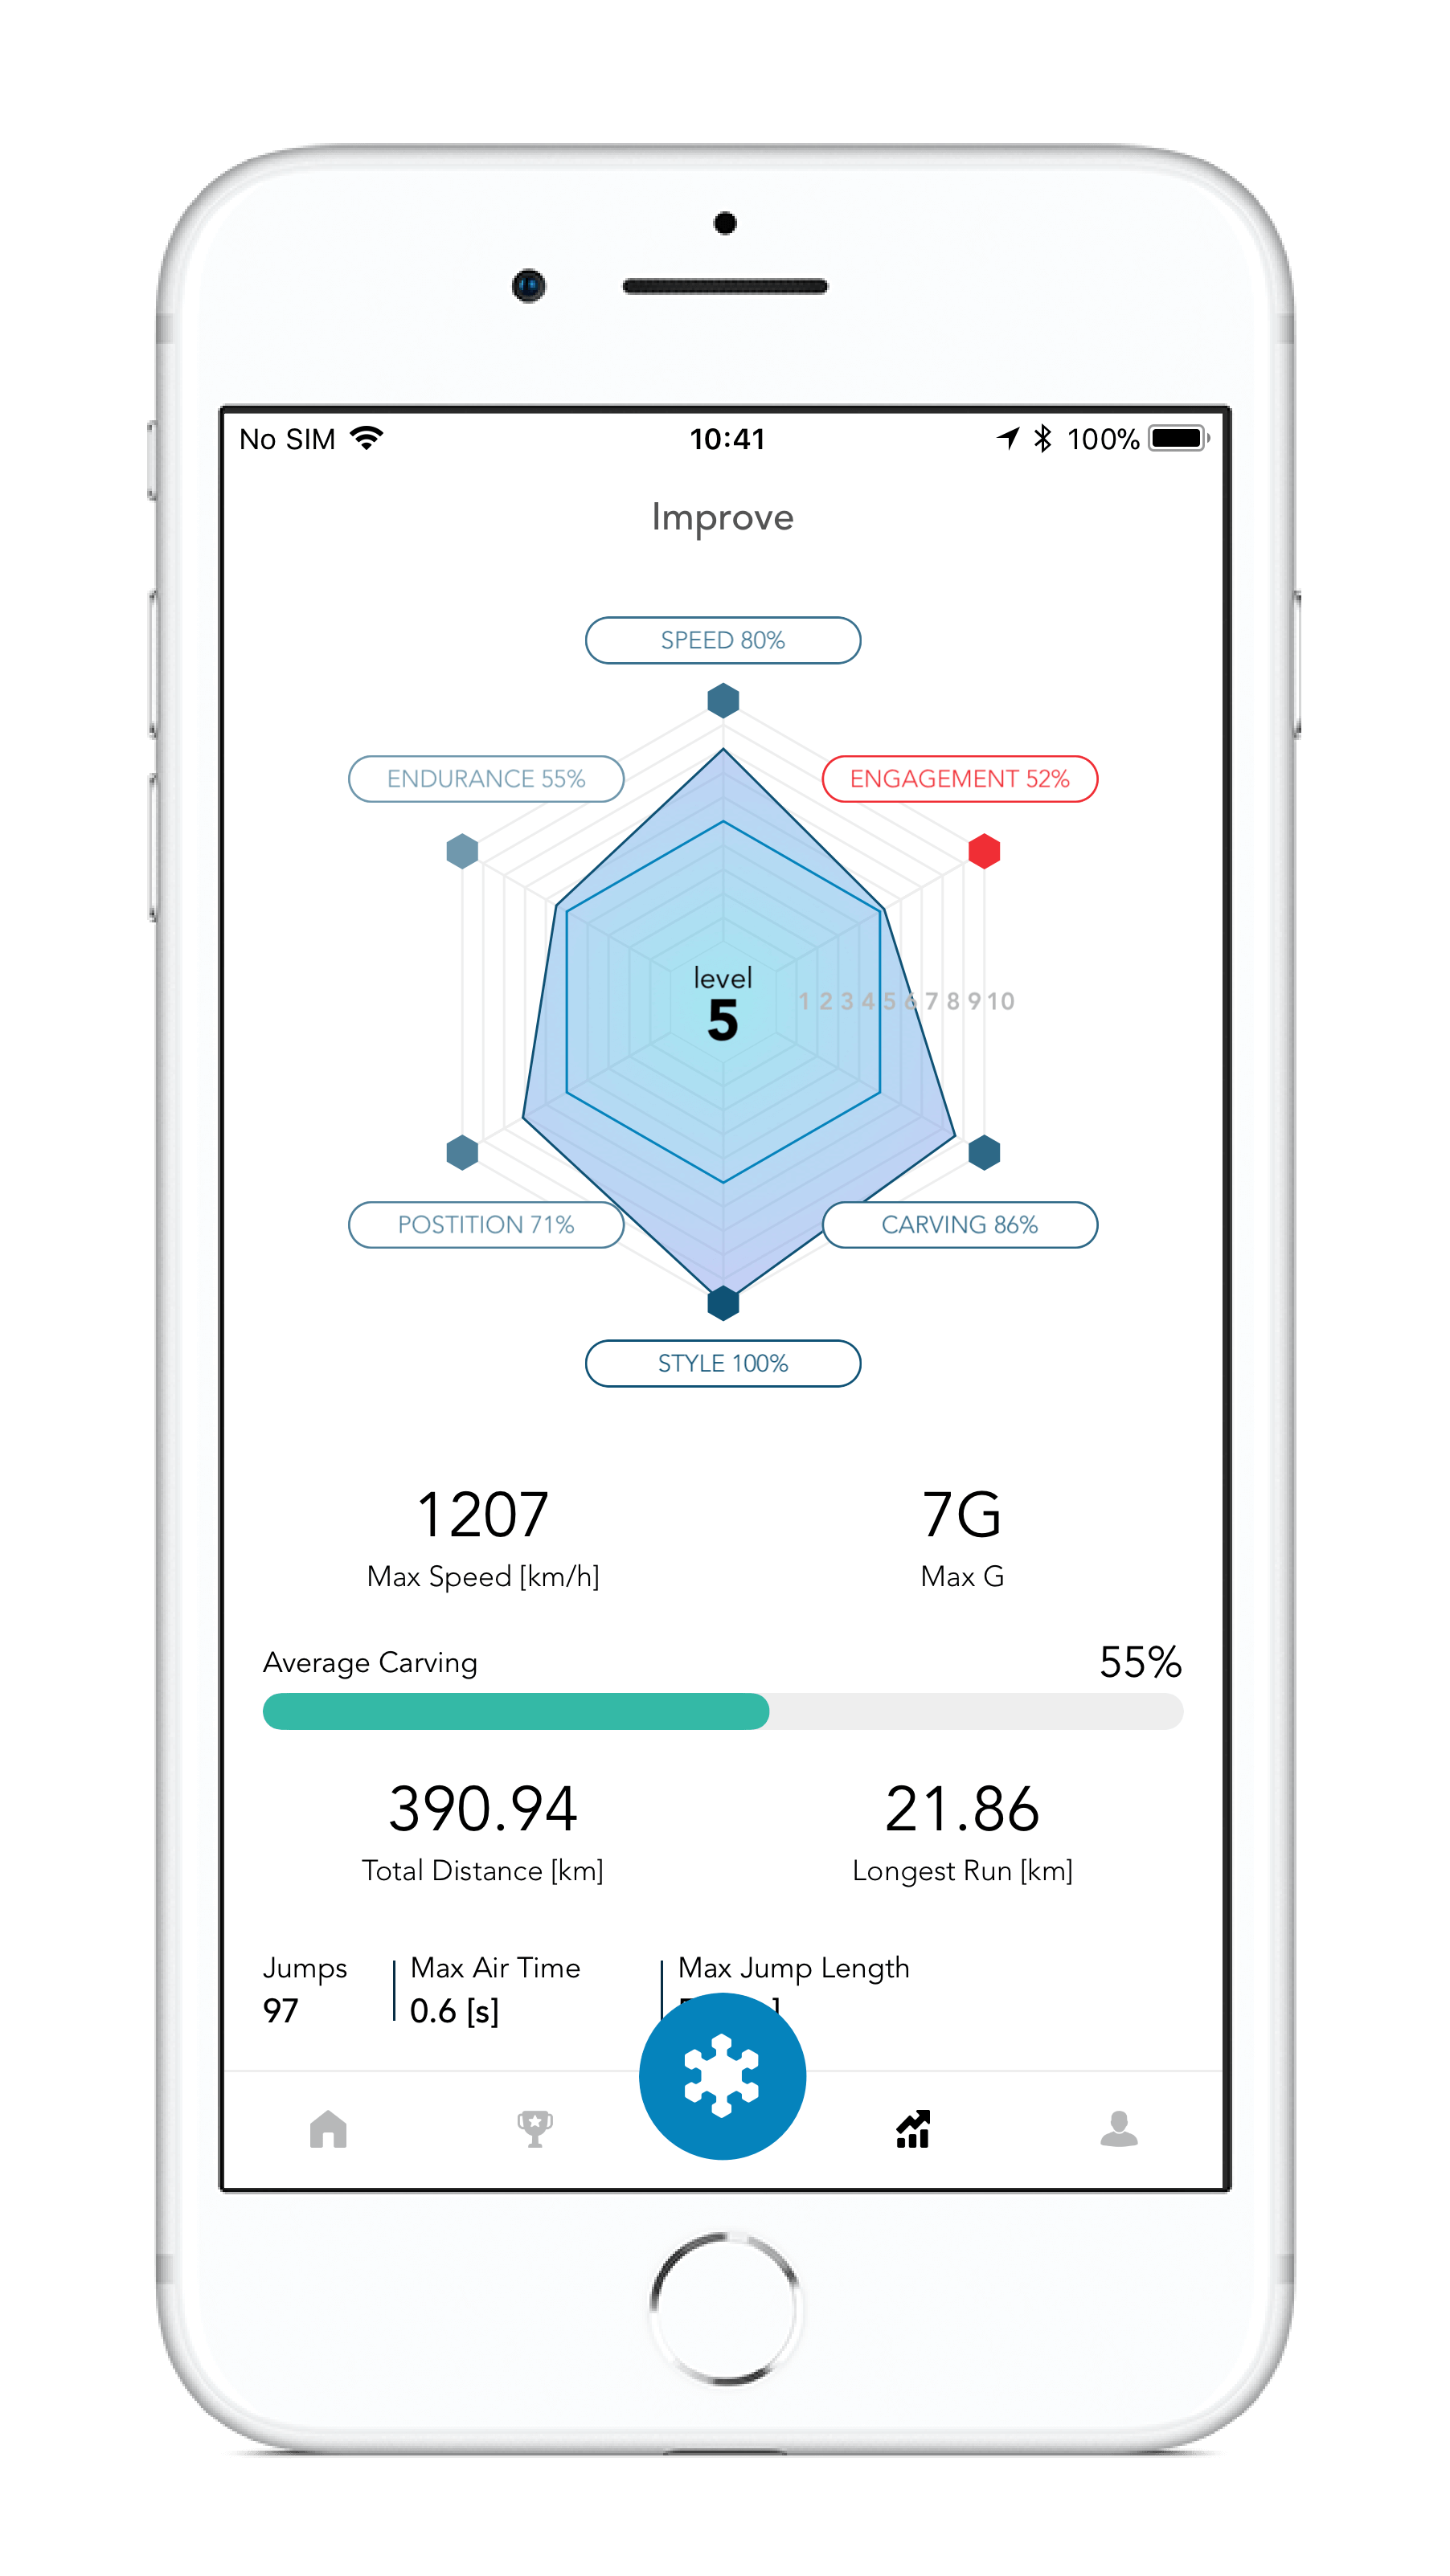 No SIM 10:41 100%
Improve
SPEED 80%
ENDURANCE 55% ENGAGEMENT 52%
level
5
1 2 3 4 5 6 7 8 9 10
POSTITION 71% CARVING 86%
STYLE 100%
1207 7G
Max Speed [km/h] Max G
Average Carving 55%
390.94 21.86
Total Distance [km] Longest Run [km]
Jumps Max Air Time Max Jump Length
97 0.6 [s]